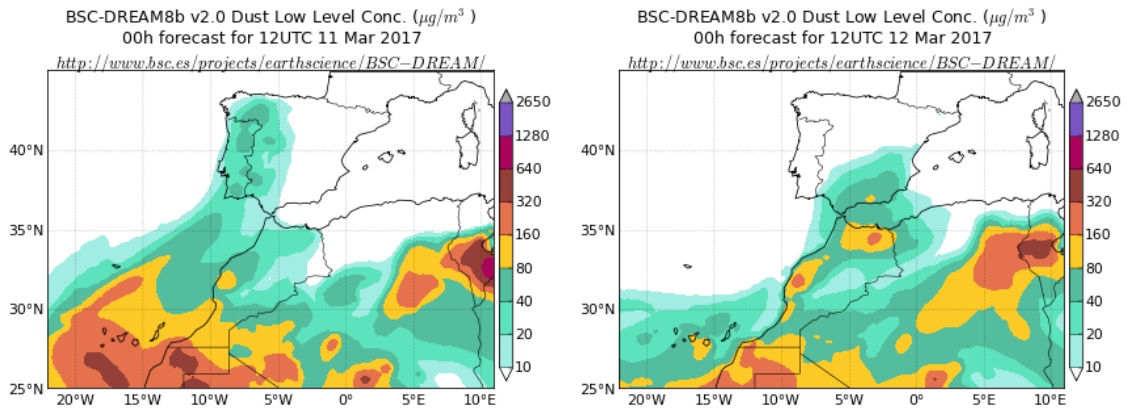 BSC-DREAM8b v2.0 Dust Low Level Conc. (μg/m³ )
00h forecast for 12UTC 11 Mar 2017
http://www.bsc.es/projects/earthscience/BSC−DREAM/
40°N
35°N
30°N
25°N
20°W
15°W
10°W
5°W
0°E
5°E
10°E
2650
1280
640
320
160
80
40
20
10
BSC-DREAM8b v2.0 Dust Low Level Conc. (μg/m³ )
00h forecast for 12UTC 12 Mar 2017
http://www.bsc.es/projects/earthscience/BSC−DREAM/
40°N
35°N
30°N
25°N
20°W
15°W
10°W
5°W
0°E
5°E
10°E
2650
1280
640
320
160
80
40
20
10